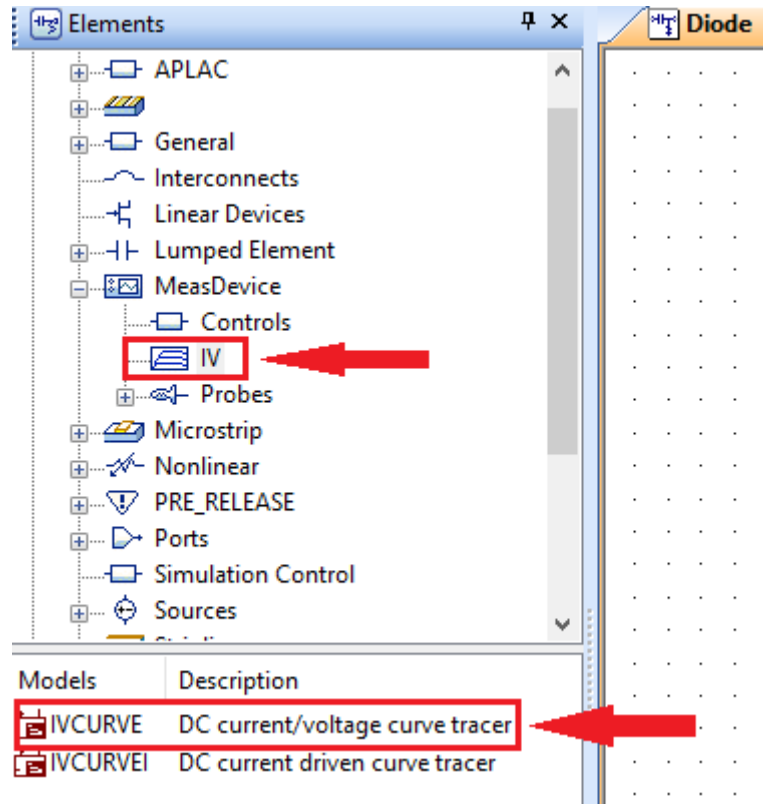 Elements
Diode
APLAC
General
Interconnects
Linear Devices
Lumped Element
MeasDevice
Controls
IV
Probes
Microstrip
Nonlinear
PRE_RELEASE
Ports
Simulation Control
Sources
Models Description
IVCURVE DC current/voltage curve tracer
IVCURVEI DC current driven curve tracer